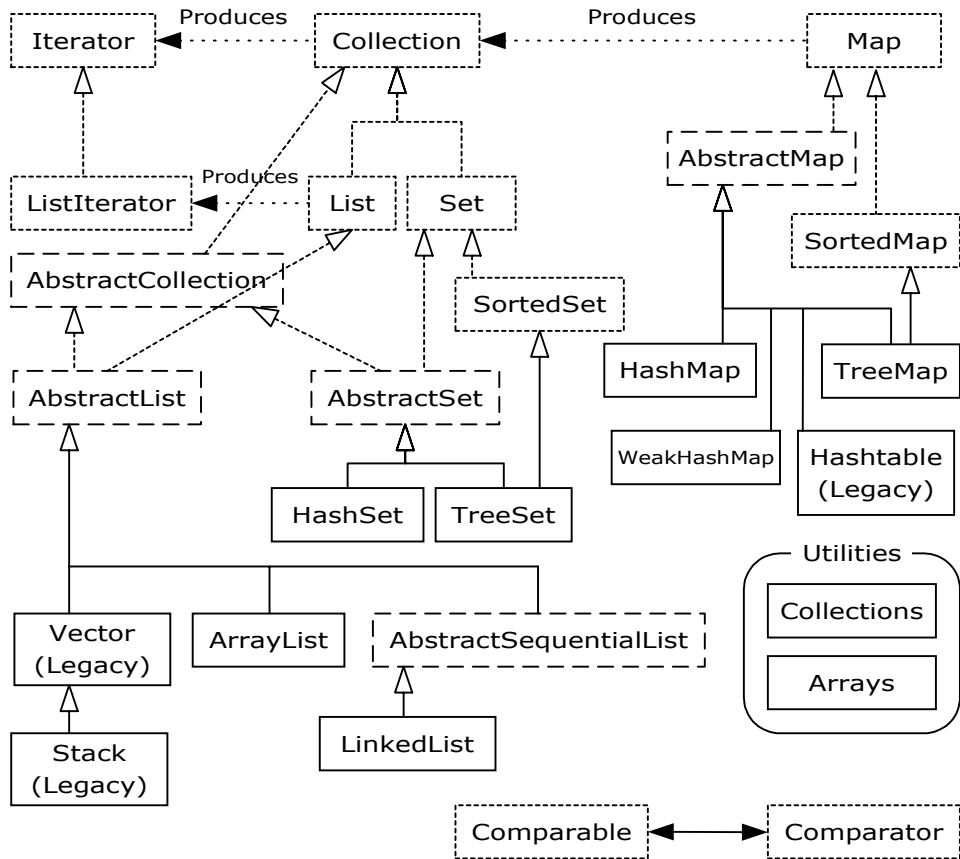 Produces
Produces
Iterator
Collection
Map
AbstractMap
Produces
ListIterator
List
Set
SortedMap
AbstractCollection
SortedSet
HashMap
TreeMap
AbstractList
AbstractSet
WeakHashMap
Hashtable
(Legacy)
HashSet
TreeSet
Utilities
Collections
Vector
(Legacy)
ArrayList
AbstractSequentialList
Arrays
Stack
(Legacy)
LinkedList
Comparable
Comparator